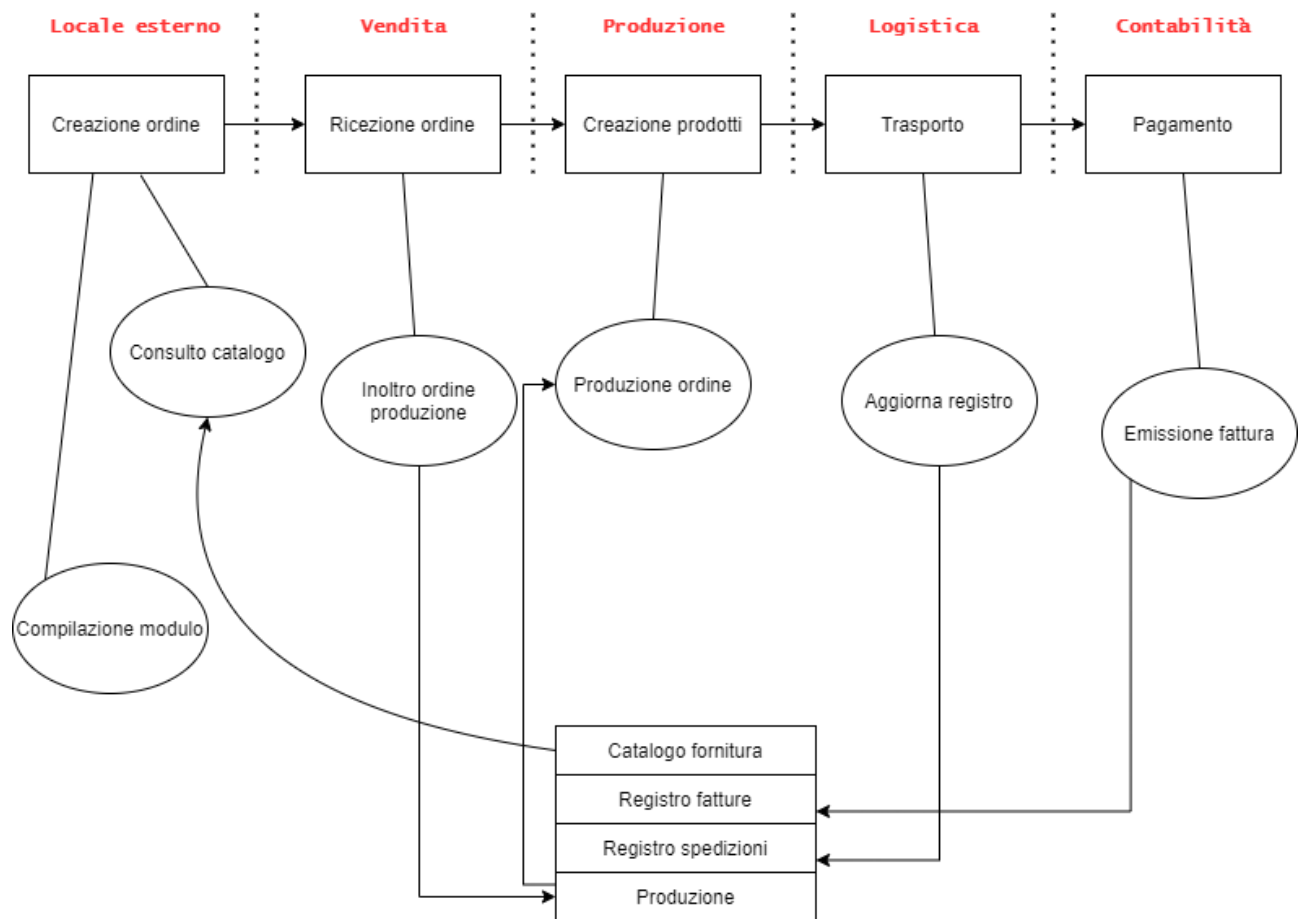 Locale esterno
Vendita
Produzione
Logistica
Contabilità
Creazione ordine
Ricezione ordine
Creazione prodotti
Trasporto
Pagamento
Consulto catalogo
Inoltro ordine
produzione
Produzione ordine
Aggiorna registro
Emissione fattura
Compilazione modulo
Catalogo fornitura
Registro fatture
Registro spedizioni
Produzione